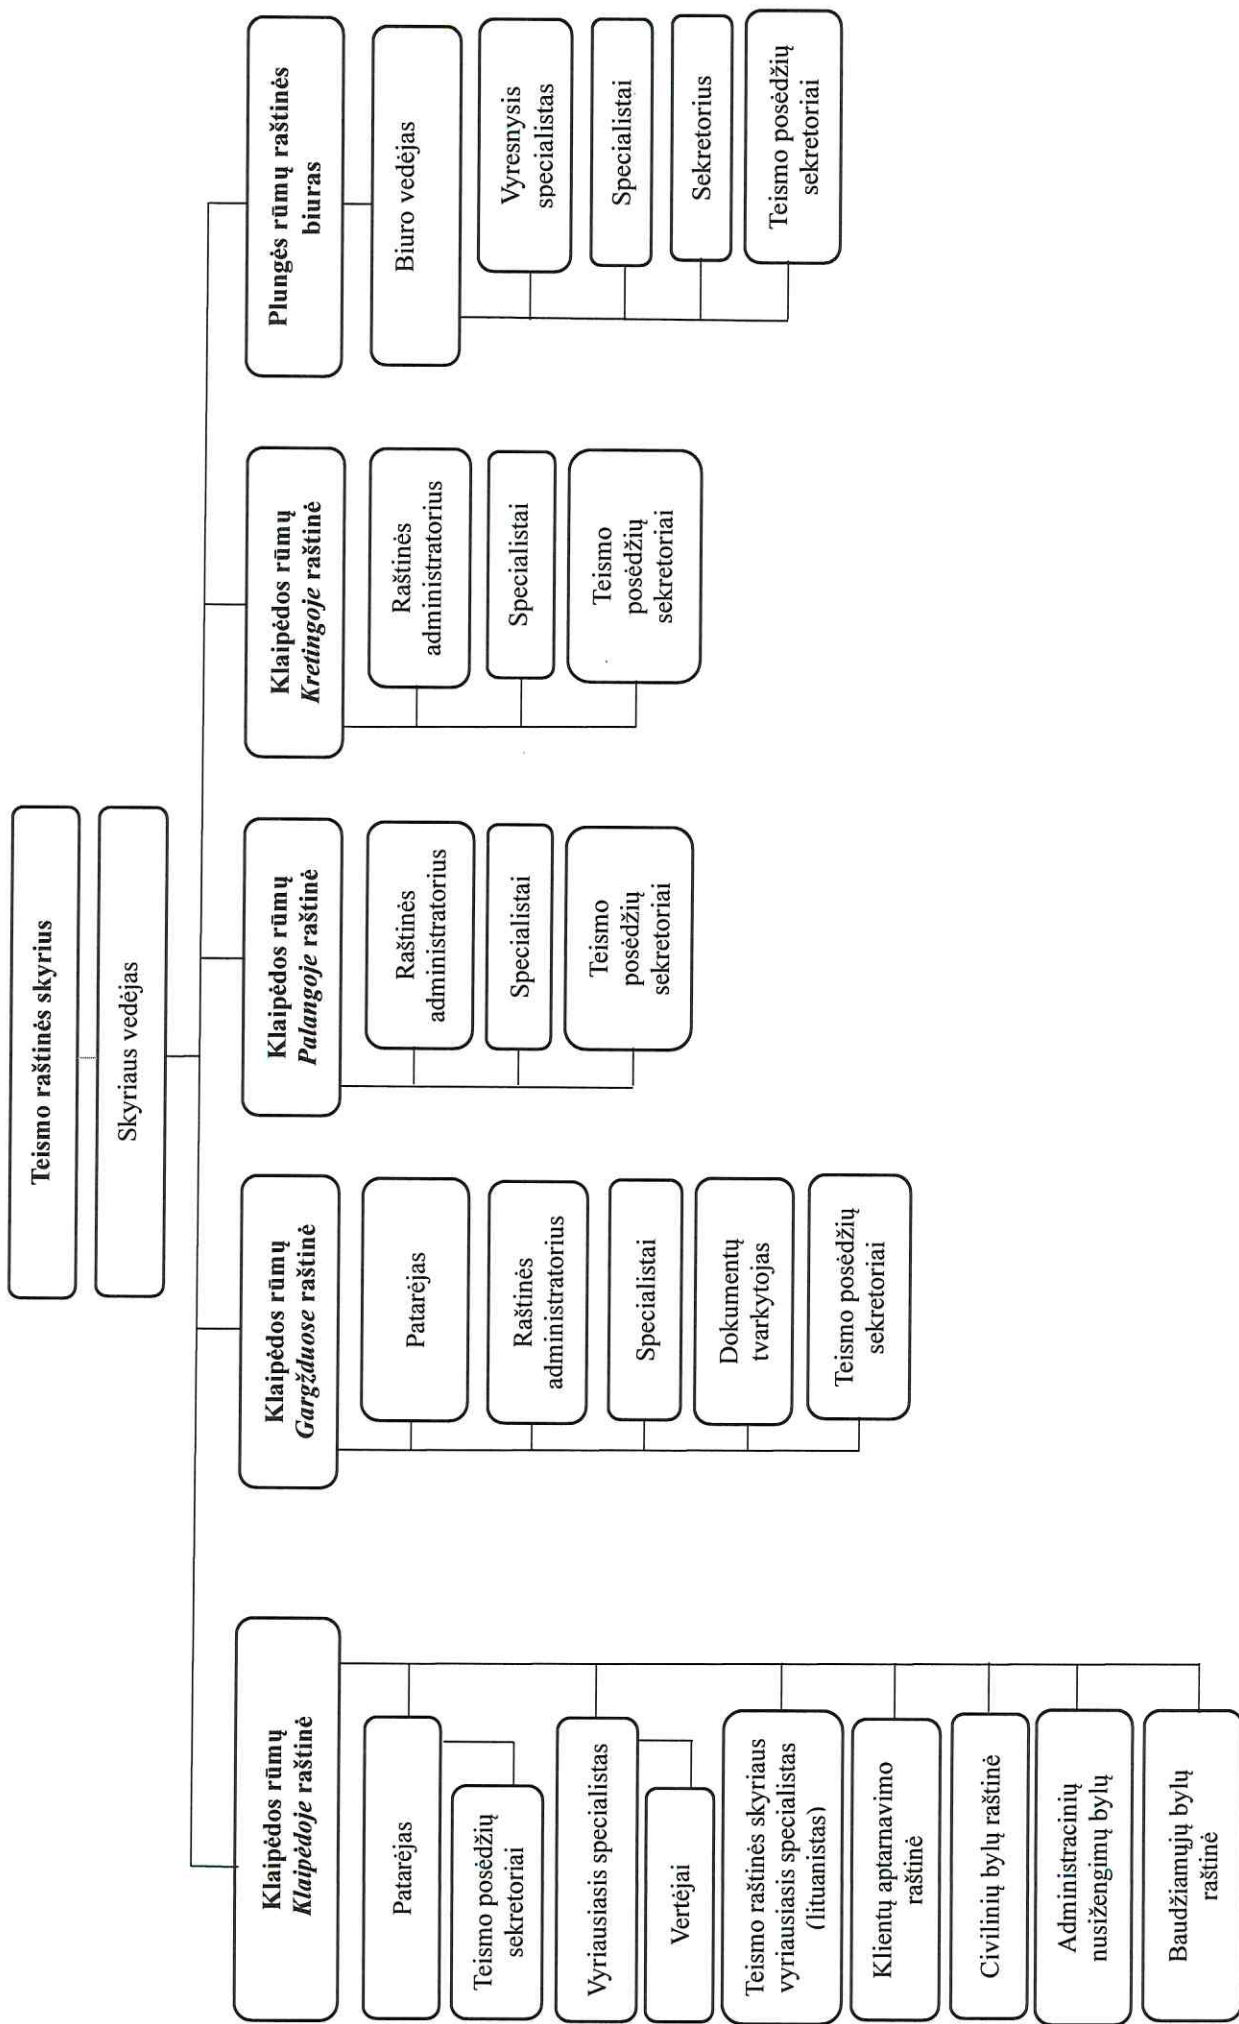 Teismo raštinės skyrius
Skyriaus vedėjas
Klaipėdos rūmų
Klaipėdoje raštinė
Patarėjas
Teismo posėdžių
sekretoriai
Vyriausiasis specialistas
Vertėjai
Teismo raštinės skyriaus
vyriausiasis specialistas
(lituanistas)
Klientų aptarnavimo
raštinė
Civilinių bylų raštinė
Administracinių
nusižengimų bylų
Baudžiamųjų bylų
raštinė
Klaipėdos rūmų
Gargžduose raštinė
Patarėjas
Raštinės
administratorius
Specialistai
Dokumentų
tvarkytojas
Teismo posėdžių
sekretoriai
Klaipėdos rūmų
Palangoje raštinė
Raštinės
administratorius
Specialistai
Teismo
posėdžių
sekretoriai
Klaipėdos rūmų
Kretingoje raštinė
Raštinės
administratorius
Specialistai
Teismo
posėdžių
sekretoriai
Plungės rūmų raštinės
biuras
Biuro vedėjas
Vyresnysis
specialistas
Specialistai
Sekretorius
Teismo posėdžių
sekretoriai